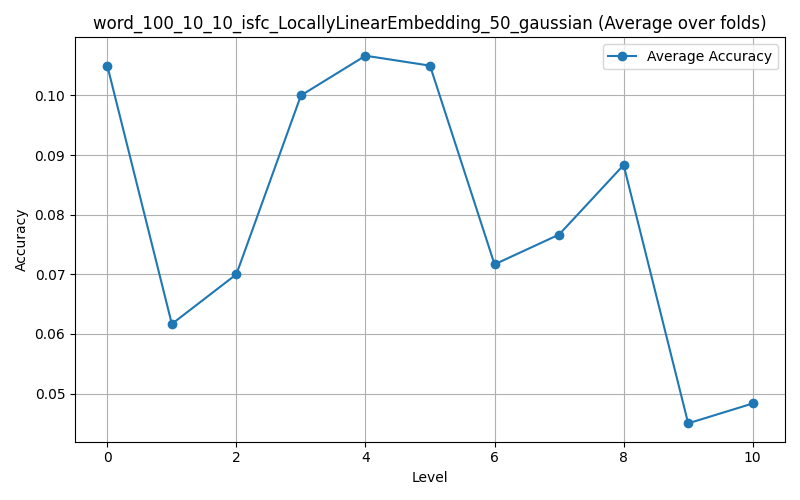 word_100_10_10_isfc_LocallyLinearEmbedding_50_gaussian (Average over folds)
Average Accuracy
0.10
0.09
0.08
0.07
0.06
0.05
Accuracy
0 2 4 6 8 10
Level